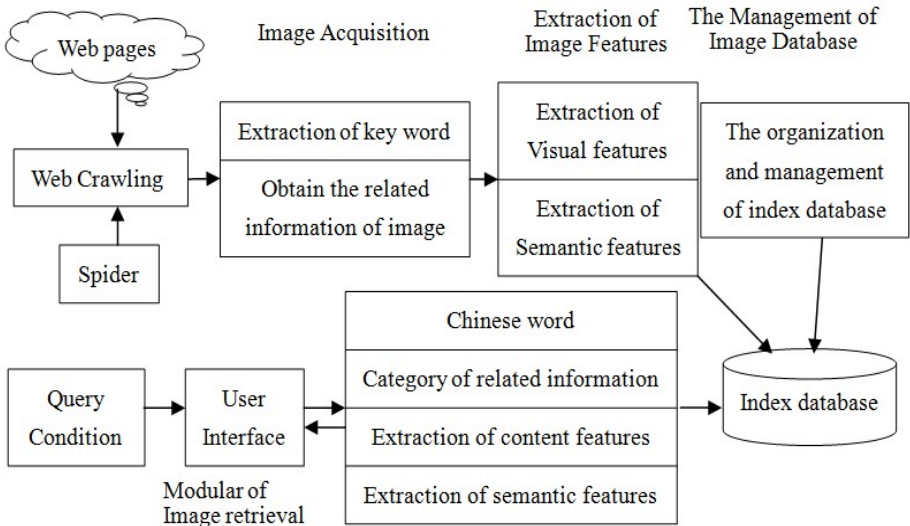 Web pages
Image Acquisition
Extraction of
Image Features
The Management of
Image Database
Extraction of key word
Obtain the related
information of image
Extraction of
Visual features
Extraction of
Semantic features
The organization
and management
of index database
Web Crawling
Spider
Chinese word
Category of related information
Extraction of content features
Extraction of semantic features
Query
Condition
User
Interface
Index database
Modular of
Image retrieval